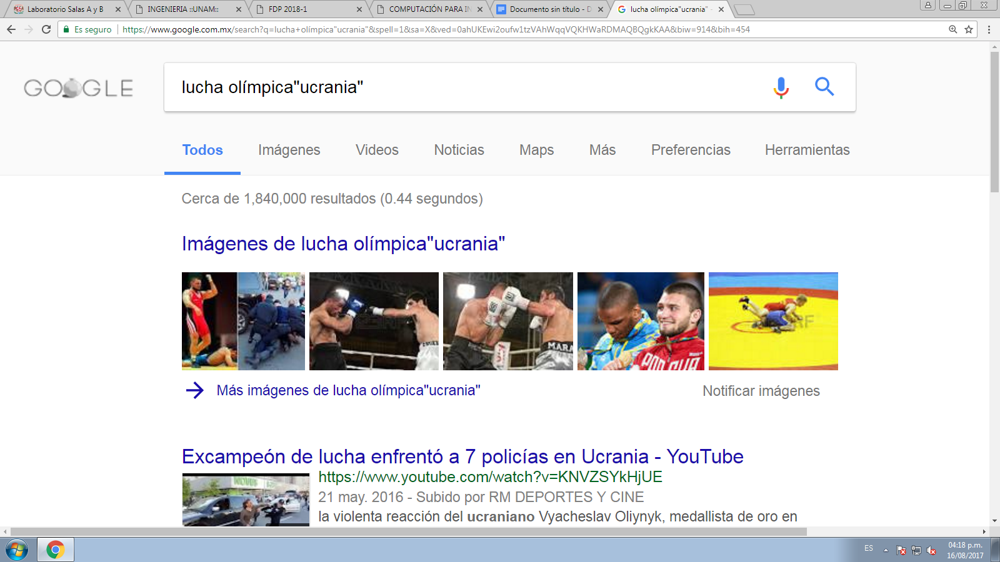 Laboratorio Salas A y B
INGENIERIA ::UNAM::
FDP 2018-1
COMPUTACIÓN PARA IN
Documento sin título - D
lucha olímpica"ucrania" -
Es seguro
https://www.google.com.mx/search?q=lucha+olímpica"ucrania"&spell=1&sa=X&ved=0ahUKEwi2oufw1tzVAhWqqVQKHWaRDMAQBQgkKAA&biw=914&bih=454
GOOGLE
lucha olímpica"ucrania"
Todos
Imágenes
Videos
Noticias
Maps
Más
Preferencias
Herramientas
Cerca de 1,840,000 resultados (0.44 segundos)
Imágenes de lucha olímpica"ucrania"
MARA
Más imágenes de lucha olímpica"ucrania"
Notificar imágenes
Excampeón de lucha enfrentó a 7 policías en Ucrania - YouTube
https://www.youtube.com/watch?v=KNVZSYkHjUE
21 may. 2016 - Subido por RM DEPORTES Y CINE
la violenta reacción del ucraniano Vyacheslav Oliynyk, medallista de oro en
ES
04:18 p.m.
16/08/2017